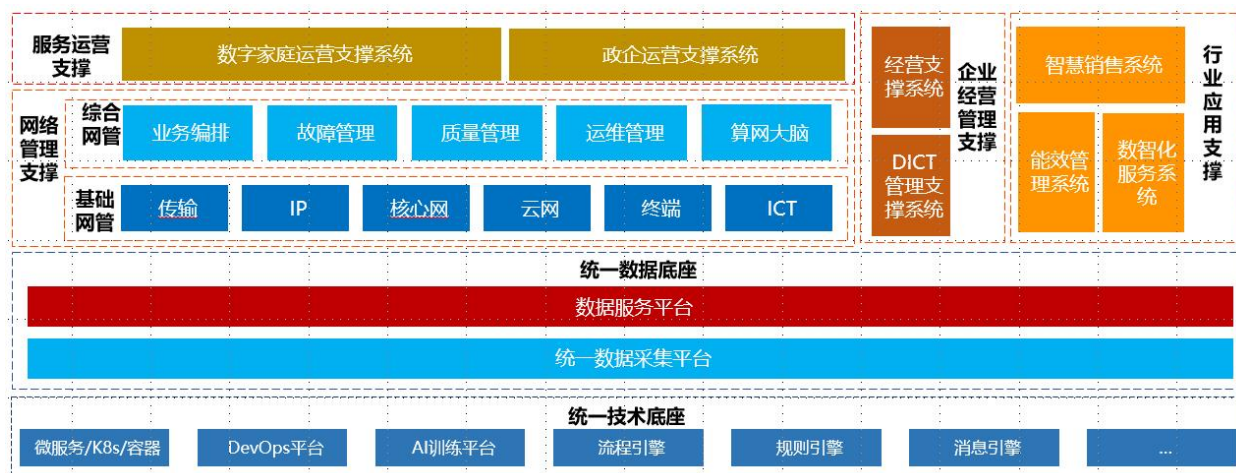 服务运营
支撑
数字家庭运营支撑系统
政企运营支撑系统
网络
管理
支撑
综合
网管
业务编排
故障管理
质量管理
运维管理
算网大脑
基础
网管
传输
IP
核心网
云网
终端
ICT
经营支
撑系统
DICT
管理支
撑系统
企业
经营
管理
支撑
智慧销售系统
能效管
理系统
数智化
服务系
统
行
业
应
用
支
撑
统一数据底座
数据服务平台
统一数据采集平台
统一技术底座
微服务/K8s/容器
DevOps平台
AI训练平台
流程引擎
规则引擎
消息引擎
...